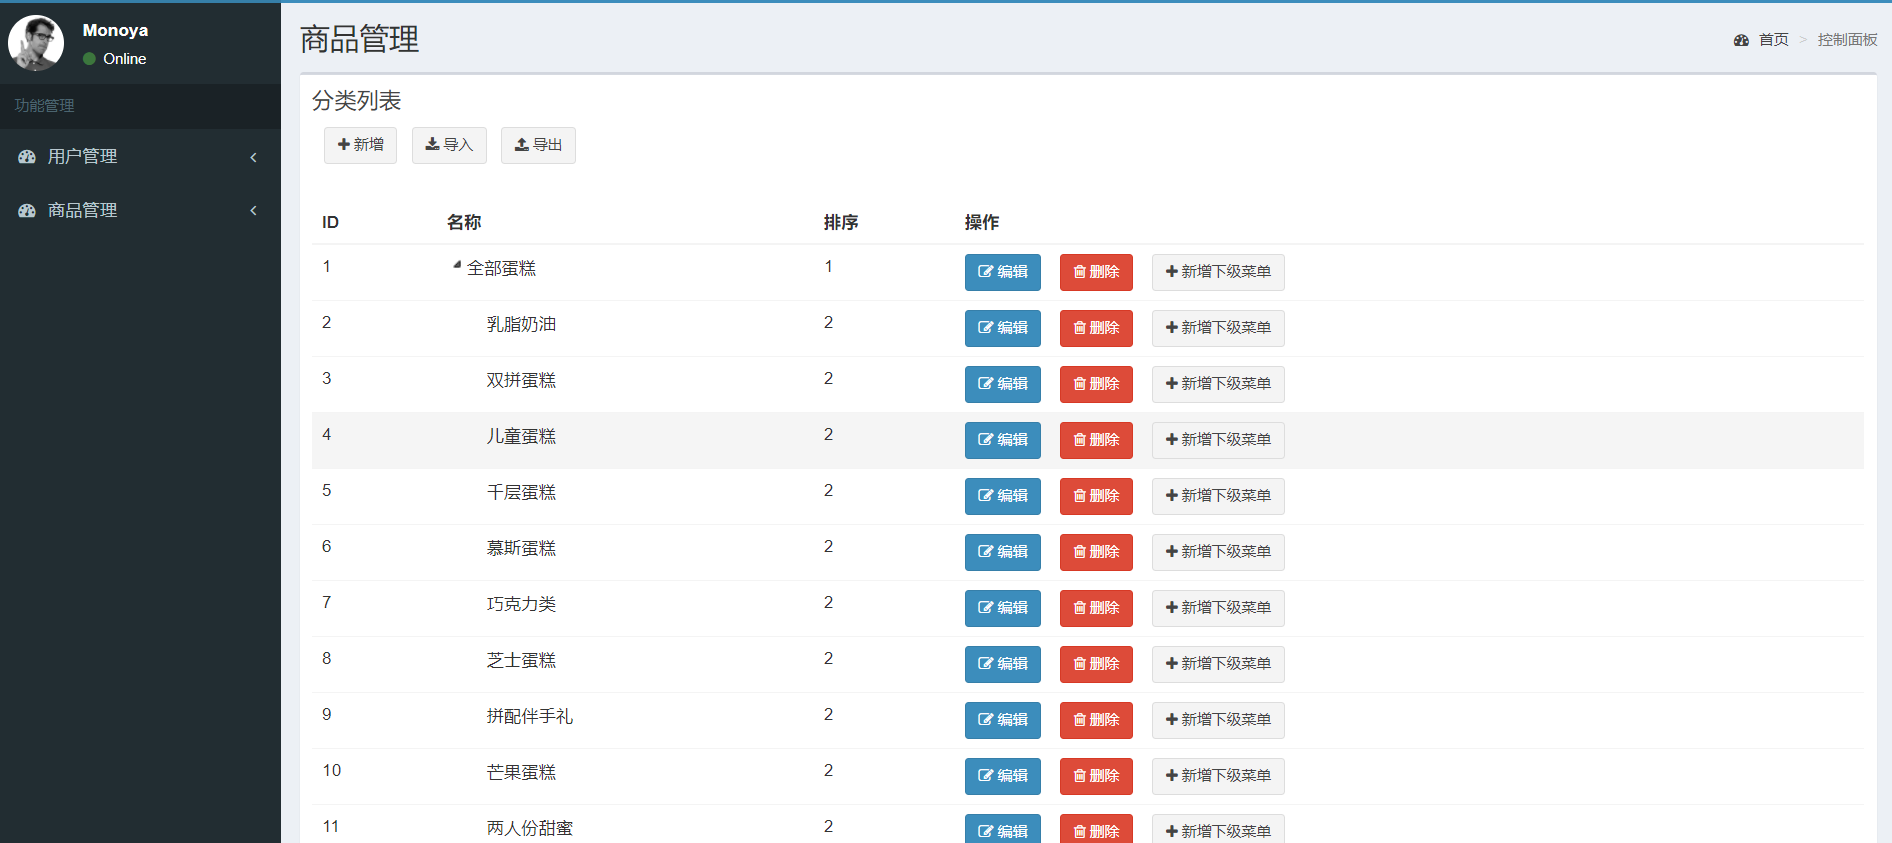 Monoya
Online
功能管理
用户管理
商品管理
商品管理
首页 > 控制面板
分类列表
新增 导入 导出
ID 名称 排序 操作
1 全部蛋糕 1 编辑 删除 新增下级菜单
2 乳脂奶油 2 编辑 删除 新增下级菜单
3 双拼蛋糕 2 编辑 删除 新增下级菜单
4 儿童蛋糕 2 编辑 删除 新增下级菜单
5 千层蛋糕 2 编辑 删除 新增下级菜单
6 慕斯蛋糕 2 编辑 删除 新增下级菜单
7 巧克力类 2 编辑 删除 新增下级菜单
8 芝士蛋糕 2 编辑 删除 新增下级菜单
9 拼配伴手礼 2 编辑 删除 新增下级菜单
10 芒果蛋糕 2 编辑 删除 新增下级菜单
11 两人份甜蜜 2 编辑 删除 新增下级菜单